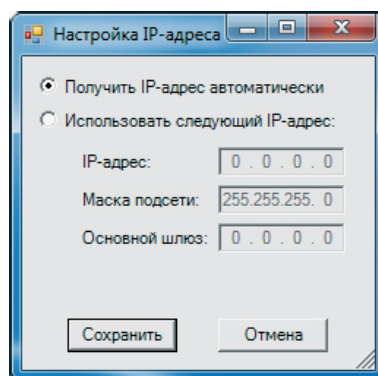 Настройка IP-адреса
Получить IP-адрес автоматически
Использовать следующий IP-адрес:
IP-адрес: 0 . 0 . 0 . 0
Маска подсети: 255.255.255. 0
Основной шлюз: 0 . 0 . 0 . 0
Сохранить Отмена